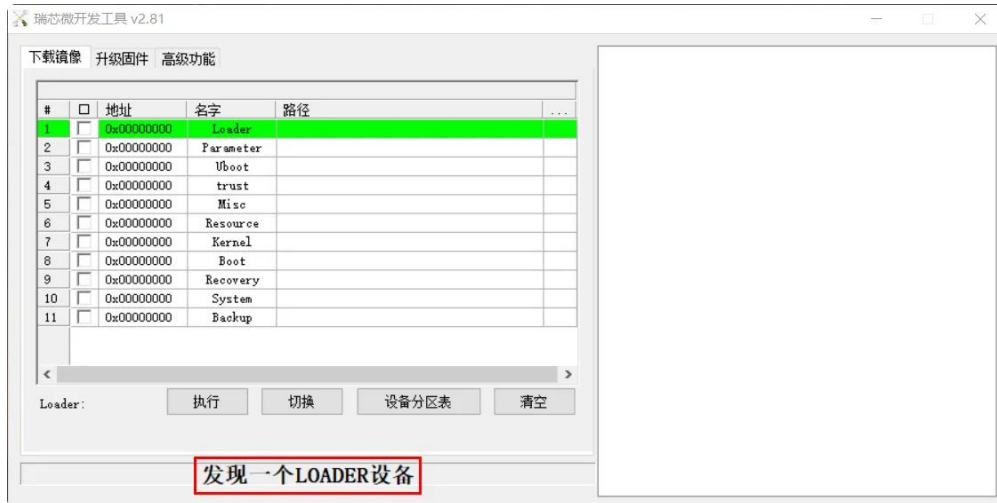 瑞芯微开发工具 v2.81
下载镜像 升级固件 高级功能
# 地址 名字 路径 ...
1 0x00000000 Loader
2 0x00000000 Parameter
3 0x00000000 Uboot
4 0x00000000 trust
5 0x00000000 Misc
6 0x00000000 Resource
7 0x00000000 Kernel
8 0x00000000 Boot
9 0x00000000 Recovery
10 0x00000000 System
11 0x00000000 Backup
Loader: 执行 切换 设备分区表 清空
发现一个LOADER设备